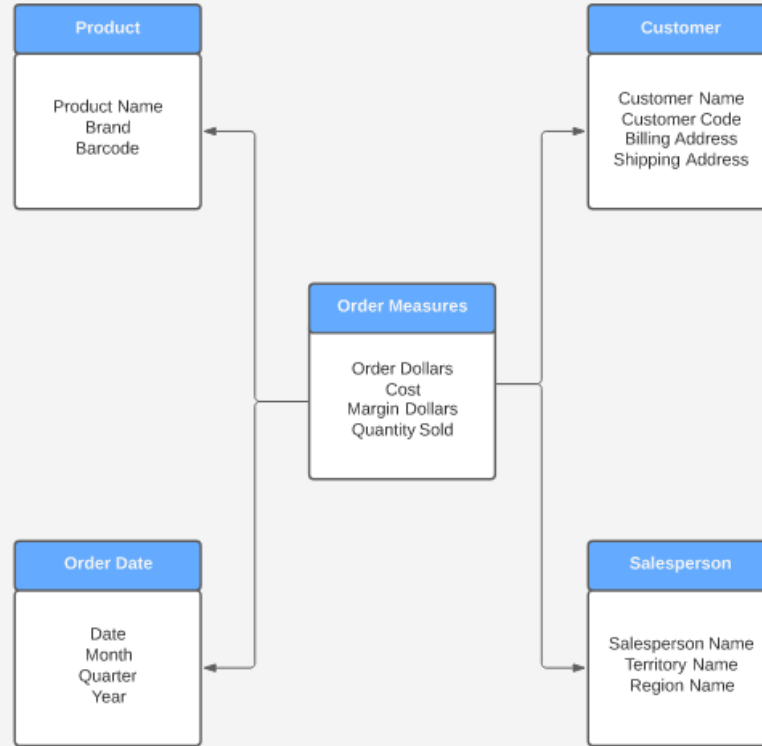 Product
Product Name
Brand
Barcode
Customer
Customer Name
Customer Code
Billing Address
Shipping Address
Order Measures
Order Dollars
Cost
Margin Dollars
Quantity Sold
Order Date
Date
Month
Quarter
Year
Salesperson
Salesperson Name
Territory Name
Region Name